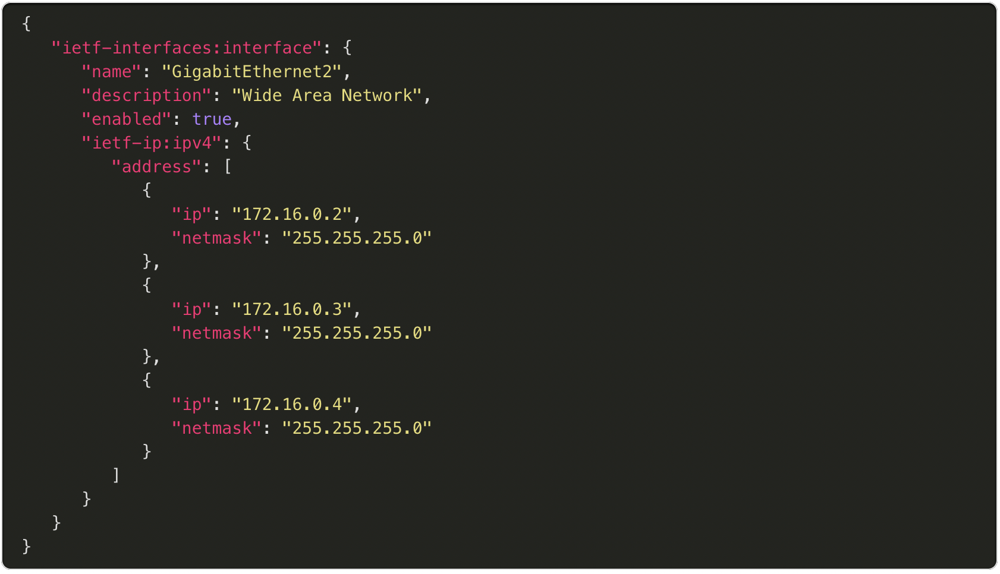 {
   "ietf-interfaces:interface": {
      "name": "GigabitEthernet2",
      "description": "Wide Area Network",
      "enabled": true,
      "ietf-ip:ipv4": {
         "address": [
            {
               "ip": "172.16.0.2",
               "netmask": "255.255.255.0"
            },
            {
               "ip": "172.16.0.3",
               "netmask": "255.255.255.0"
            },
            {
               "ip": "172.16.0.4",
               "netmask": "255.255.255.0"
            }
         ]
      }
   }
}